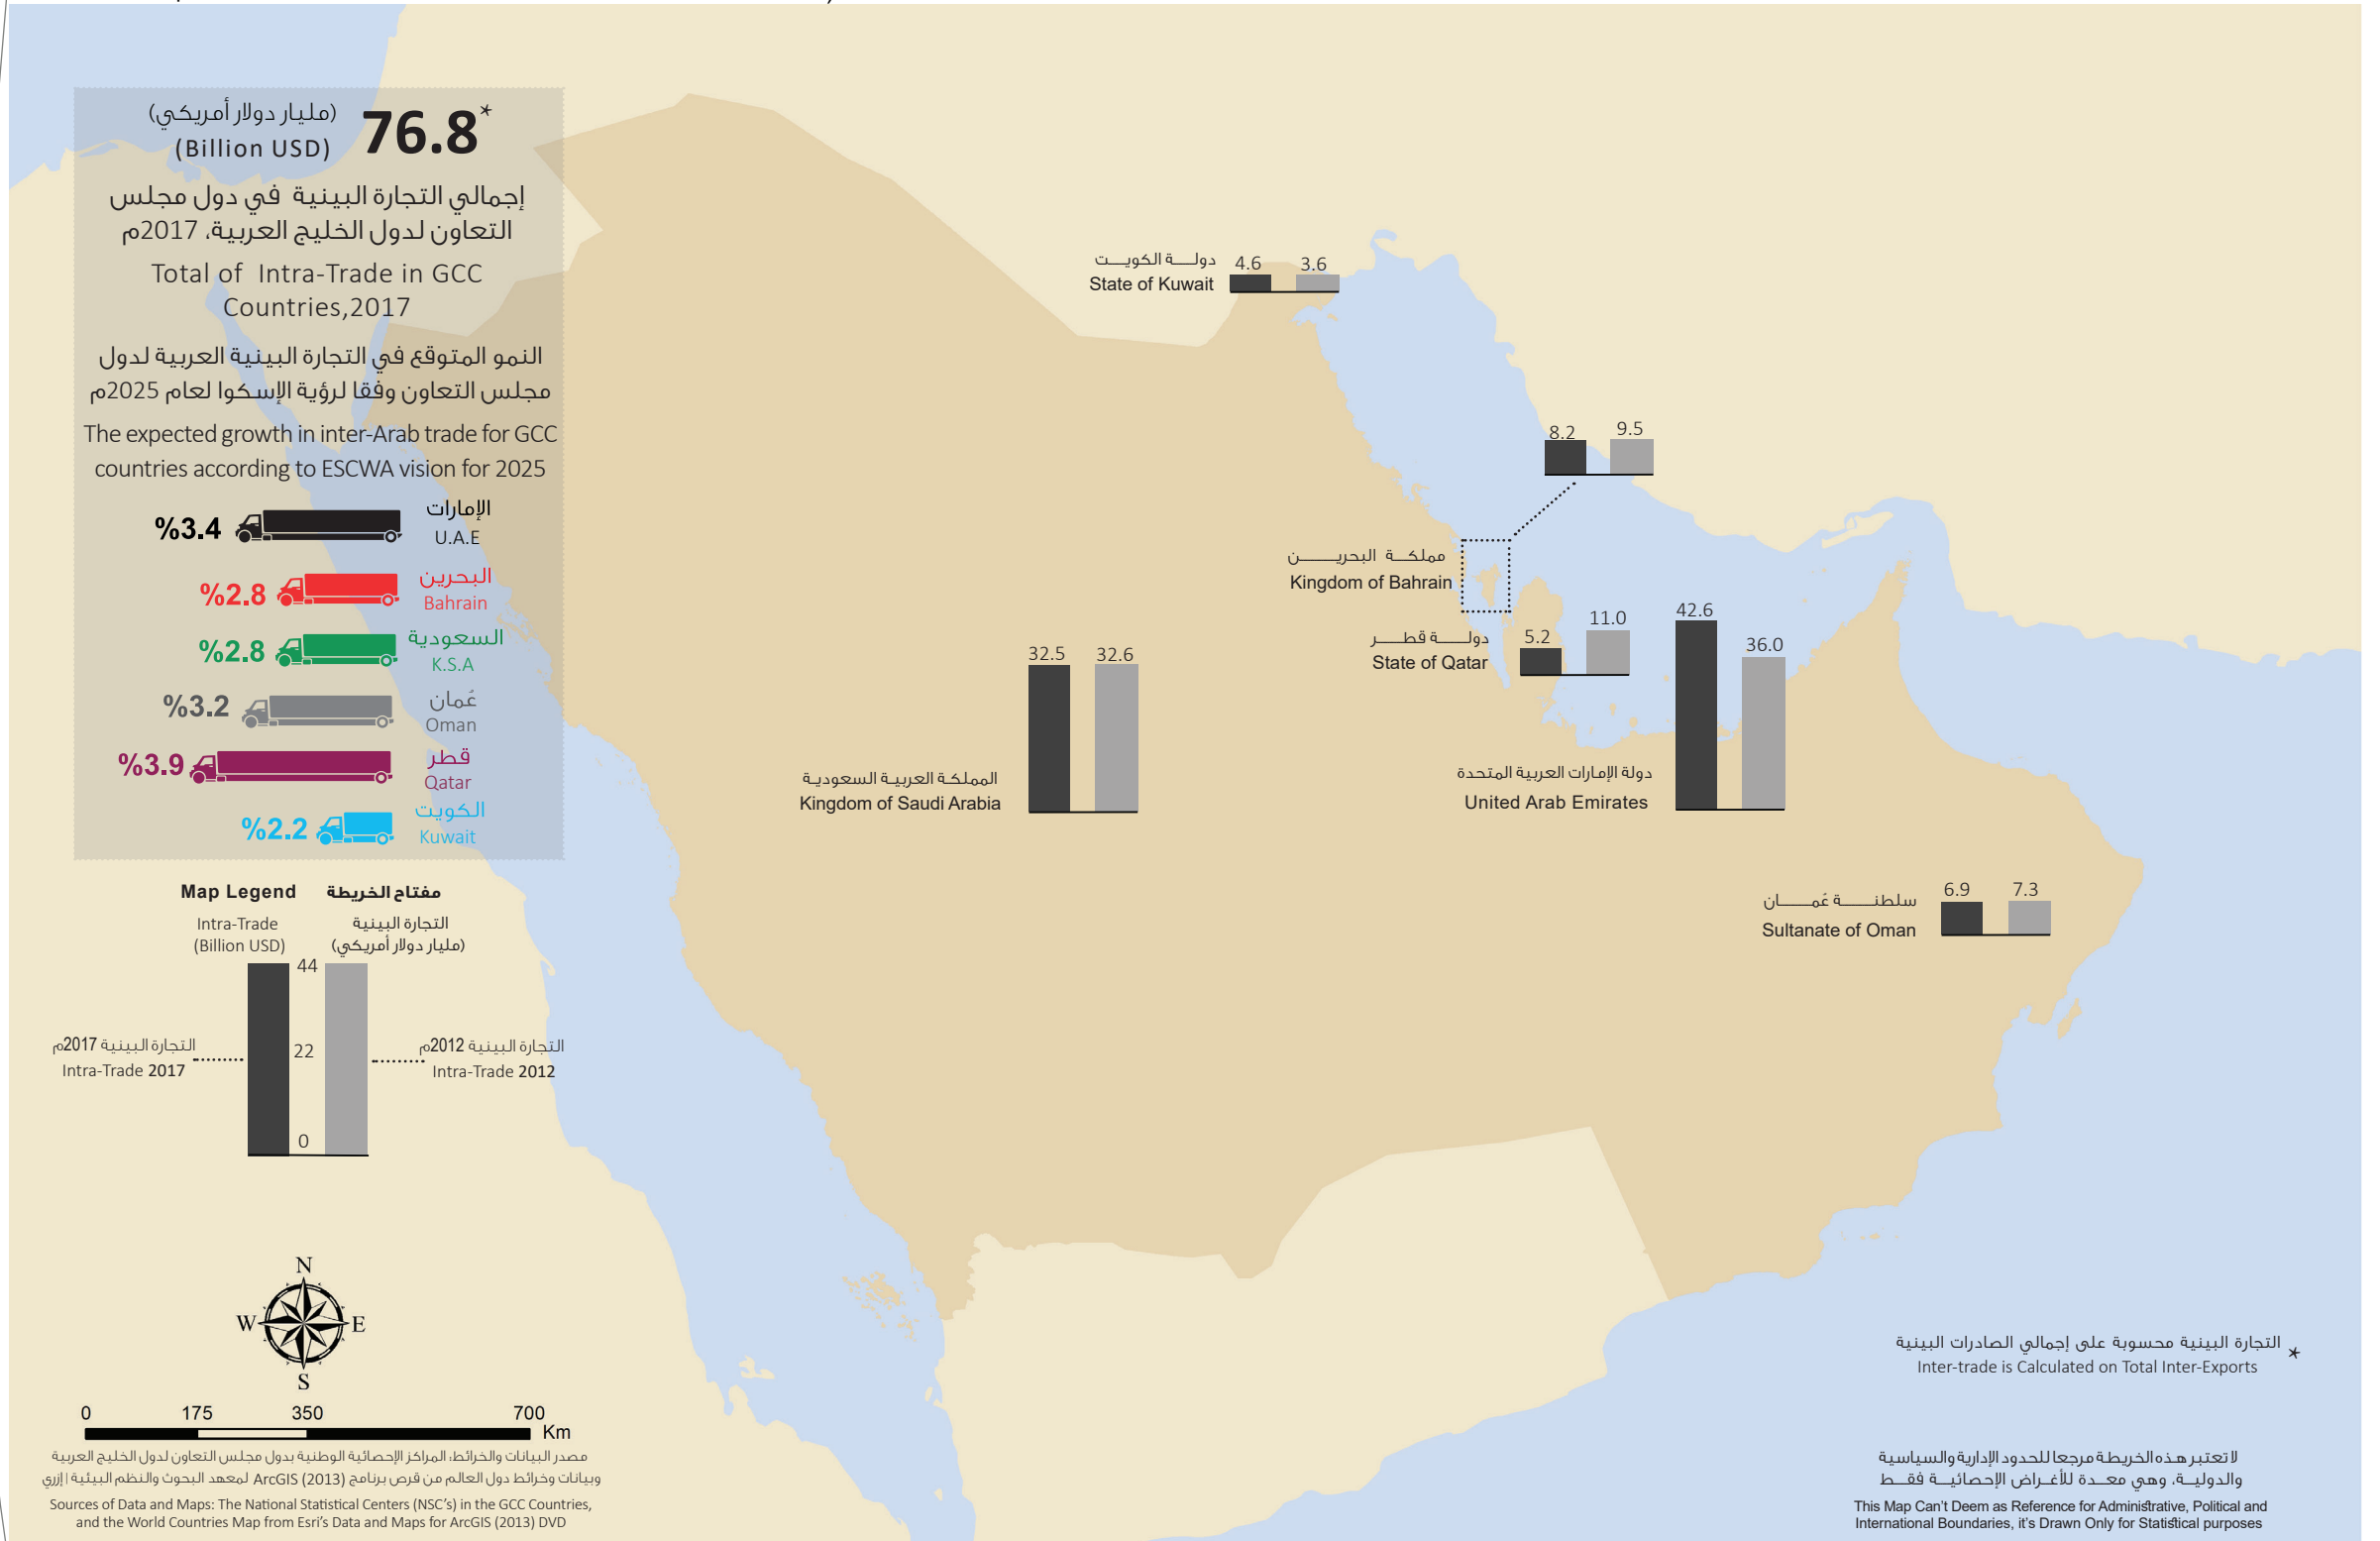 76.8*
(مليار دولار أمريكي)
(Billion USD)
إجمالي التجارة البينية في دول مجلس
التعاون لدول الخليج العربية، 2017م
Total of Intra-Trade in GCC
Countries,2017
النمو المتوقع في التجارة البينية العربية لدول
مجلس التعاون وفقا لرؤية الإسكوا لعام 2025م
The expected growth in inter-Arab trade for GCC
countries according to ESCWA vision for 2025
الإمارات
U.A.E
%3.4
البحرين
Bahrain
%2.8
السعودية
K.S.A
%2.8
عُمان
Oman
%3.2
قطر
Qatar
%3.9
الكويت
Kuwait
%2.2
Map Legend مفتاح الخريطة
Intra-Trade
(Billion USD)
التجارة البينية
(مليار دولار أمريكي)
44
22
0
التجارة البينية 2017م
Intra-Trade 2017
التجارة البينية 2012م
Intra-Trade 2012
دولــة الكويــت
State of Kuwait
4.6 3.6
8.2 9.5
مملكــة البحريــن
Kingdom of Bahrain
دولــة قطــر
State of Qatar
5.2 11.0
42.6 36.0
دولة الإمارات العربية المتحدة
United Arab Emirates
32.5 32.6
المملكة العربية السعودية
Kingdom of Saudi Arabia
سلطنــة عُمــان
Sultanate of Oman
6.9 7.3
N
W E
S
0 175 350 700
Km
مصدر البيانات والخرائط: المراكز الإحصائية الوطنية بدول مجلس التعاون لدول الخليج العربية
وبيانات وخرائط دول العالم من قرص برنامج ArcGIS (2013) لمعهد البحوث والنظم البيئية | إزري
Sources of Data and Maps: The National Statistical Centers (NSC's) in the GCC Countries,
and the World Countries Map from Esri's Data and Maps for ArcGIS (2013) DVD
* التجارة البينية محسوبة على إجمالي الصادرات البينية
Inter-trade is Calculated on Total Inter-Exports
لا تعتبر هذه الخريطة مرجعا للحدود الإدارية والسياسية
والدوليــة، وهي معــدة للأغــراض الإحصائيــة فقــط
This Map Can't Deem as Reference for Administrative, Political and
International Boundaries, it's Drawn Only for Statistical purposes